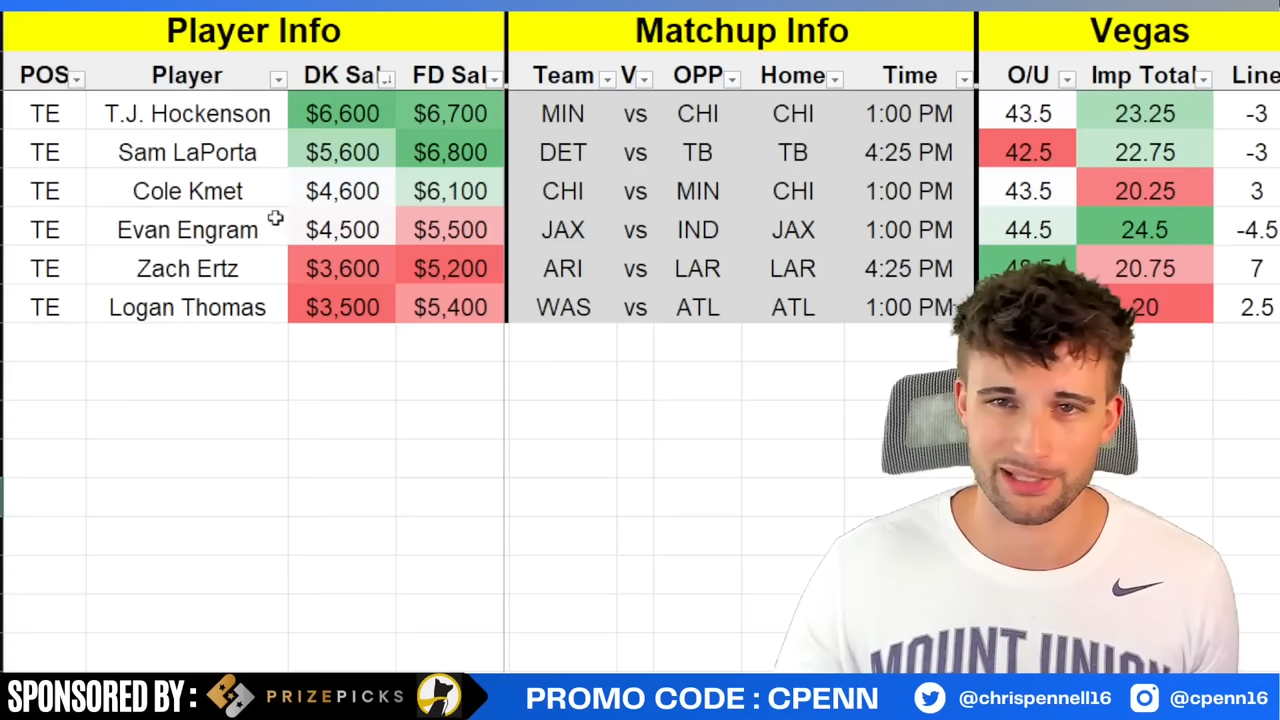 Player Info Matchup Info Vegas
POS Player DK Sal FD Sal Team V OPP Home Time O/U Imp Total Line
TE T.J. Hockenson $6,600 $6,700 MIN vs CHI CHI 1:00 PM 43.5 23.25 -3
TE Sam LaPorta $5,600 $6,800 DET vs TB TB 4:25 PM 42.5 22.75 -3
TE Cole Kmet $4,600 $6,100 CHI vs MIN CHI 1:00 PM 43.5 20.25 3
TE Evan Engram $4,500 $5,500 JAX vs IND JAX 1:00 PM 44.5 24.5 -4.5
TE Zach Ertz $3,600 $5,200 ARI vs LAR LAR 4:25 PM 20.75 7
TE Logan Thomas $3,500 $5,400 WAS vs ATL ATL 1:00 PM 20 2.5
MOUNT UNION
SPONSORED BY : PRIZEPICKS PROMO CODE : CPENN @chrispennell16 @cpenn16